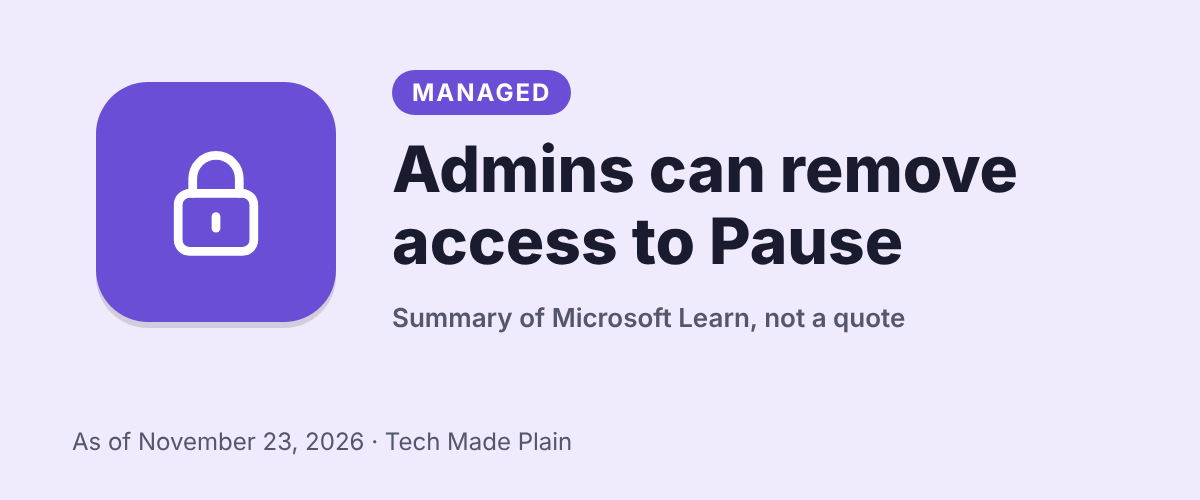 MANAGED
Admins can remove
access to Pause
Summary of Microsoft Learn, not a quote
As of November 23, 2026 · Tech Made Plain